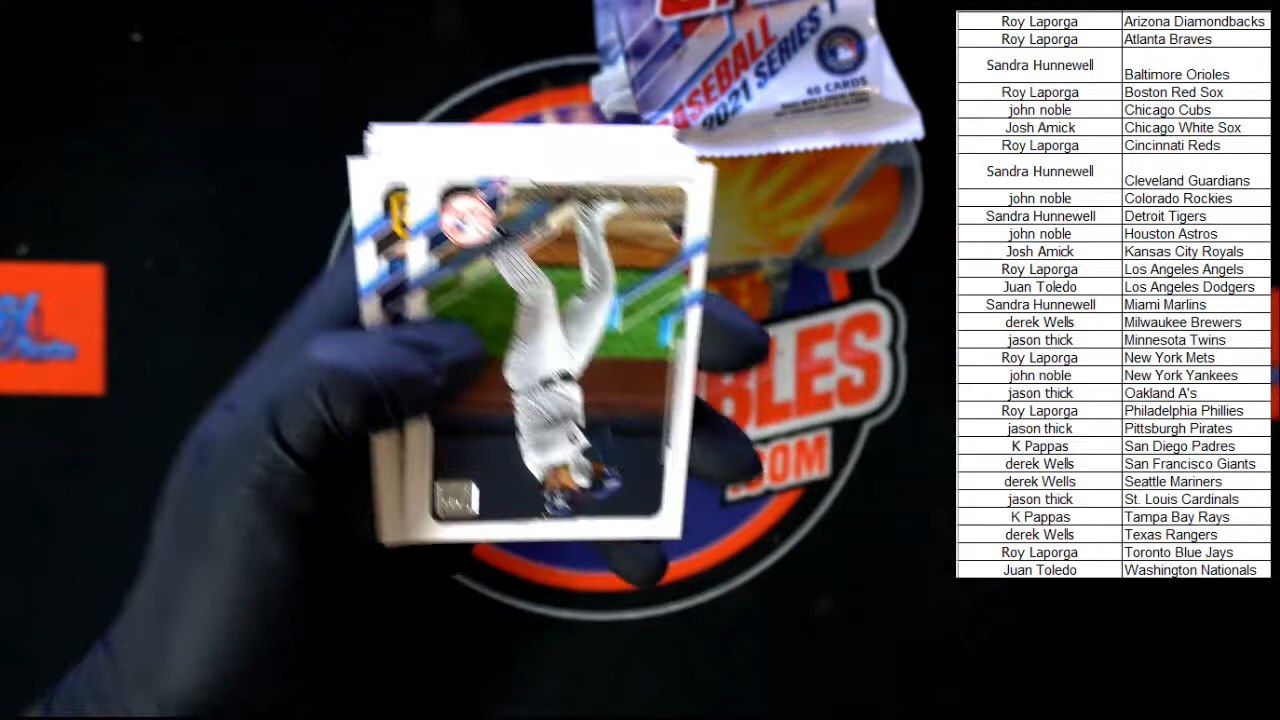 BASEBALL
2021 SERIES 1
40 CARDS
BLES
.COM
Roy Laporga Arizona Diamondbacks
Roy Laporga Atlanta Braves
Sandra Hunnewell Baltimore Orioles
Roy Laporga Boston Red Sox
john noble Chicago Cubs
Josh Amick Chicago White Sox
Roy Laporga Cincinnati Reds
Sandra Hunnewell Cleveland Guardians
john noble Colorado Rockies
Sandra Hunnewell Detroit Tigers
john noble Houston Astros
Josh Amick Kansas City Royals
Roy Laporga Los Angeles Angels
Juan Toledo Los Angeles Dodgers
Sandra Hunnewell Miami Marlins
derek Wells Milwaukee Brewers
jason thick Minnesota Twins
Roy Laporga New York Mets
john noble New York Yankees
jason thick Oakland A's
Roy Laporga Philadelphia Phillies
jason thick Pittsburgh Pirates
K Pappas San Diego Padres
derek Wells San Francisco Giants
derek Wells Seattle Mariners
jason thick St. Louis Cardinals
K Pappas Tampa Bay Rays
derek Wells Texas Rangers
Roy Laporga Toronto Blue Jays
Juan Toledo Washington Nationals